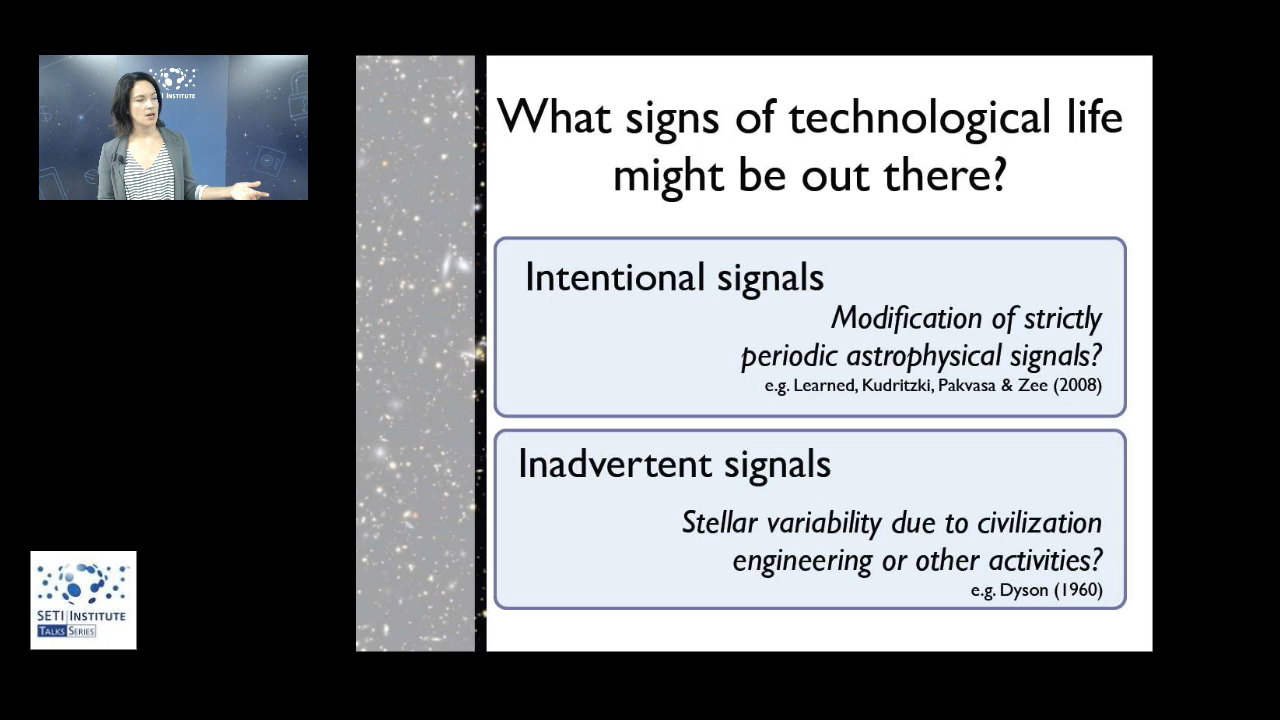 I INSTITUTE
What signs of technological life
might be out there?
Intentional signals
Modification of strictly
periodic astrophysical signals?
e.g. Learned, Kudritzki, Pakvasa & Zee (2008)
Inadvertent signals
Stellar variability due to civilization
engineering or other activities?
e.g. Dyson (1960)
SETI INSTITUTE
TALKS SERIES